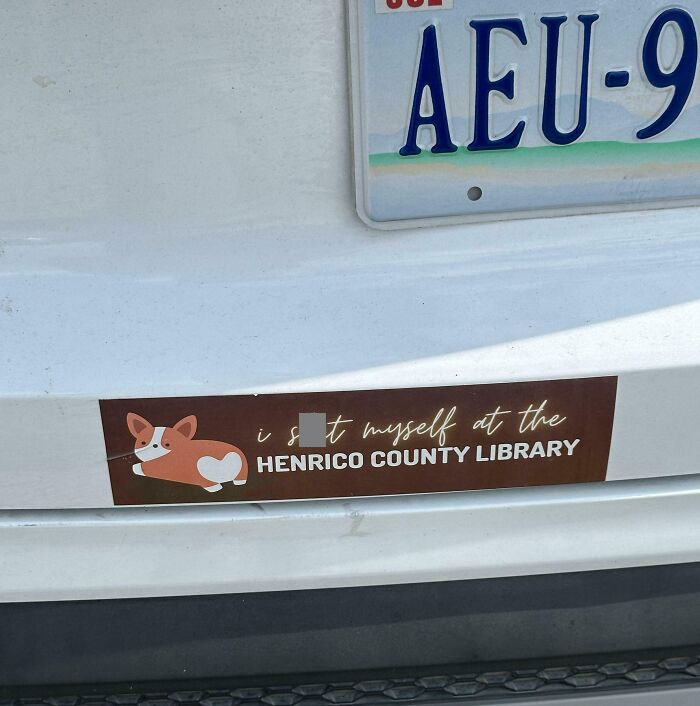 AEU-9
i s t myself at the
HENRICO COUNTY LIBRARY